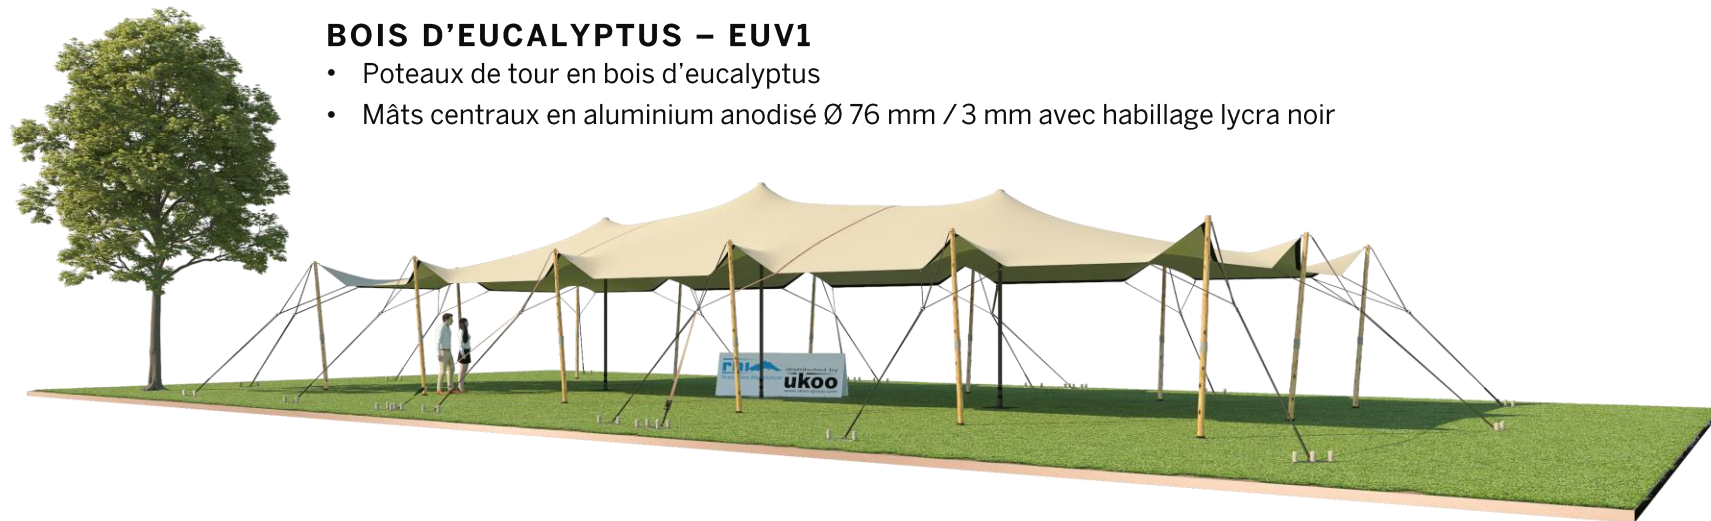 BOIS D'EUCALYPTUS – EUV1
• Poteaux de tour en bois d'eucalyptus
• Mâts centraux en aluminium anodisé Ø 76 mm / 3 mm avec habillage lycra noir
distributed by
ukoo